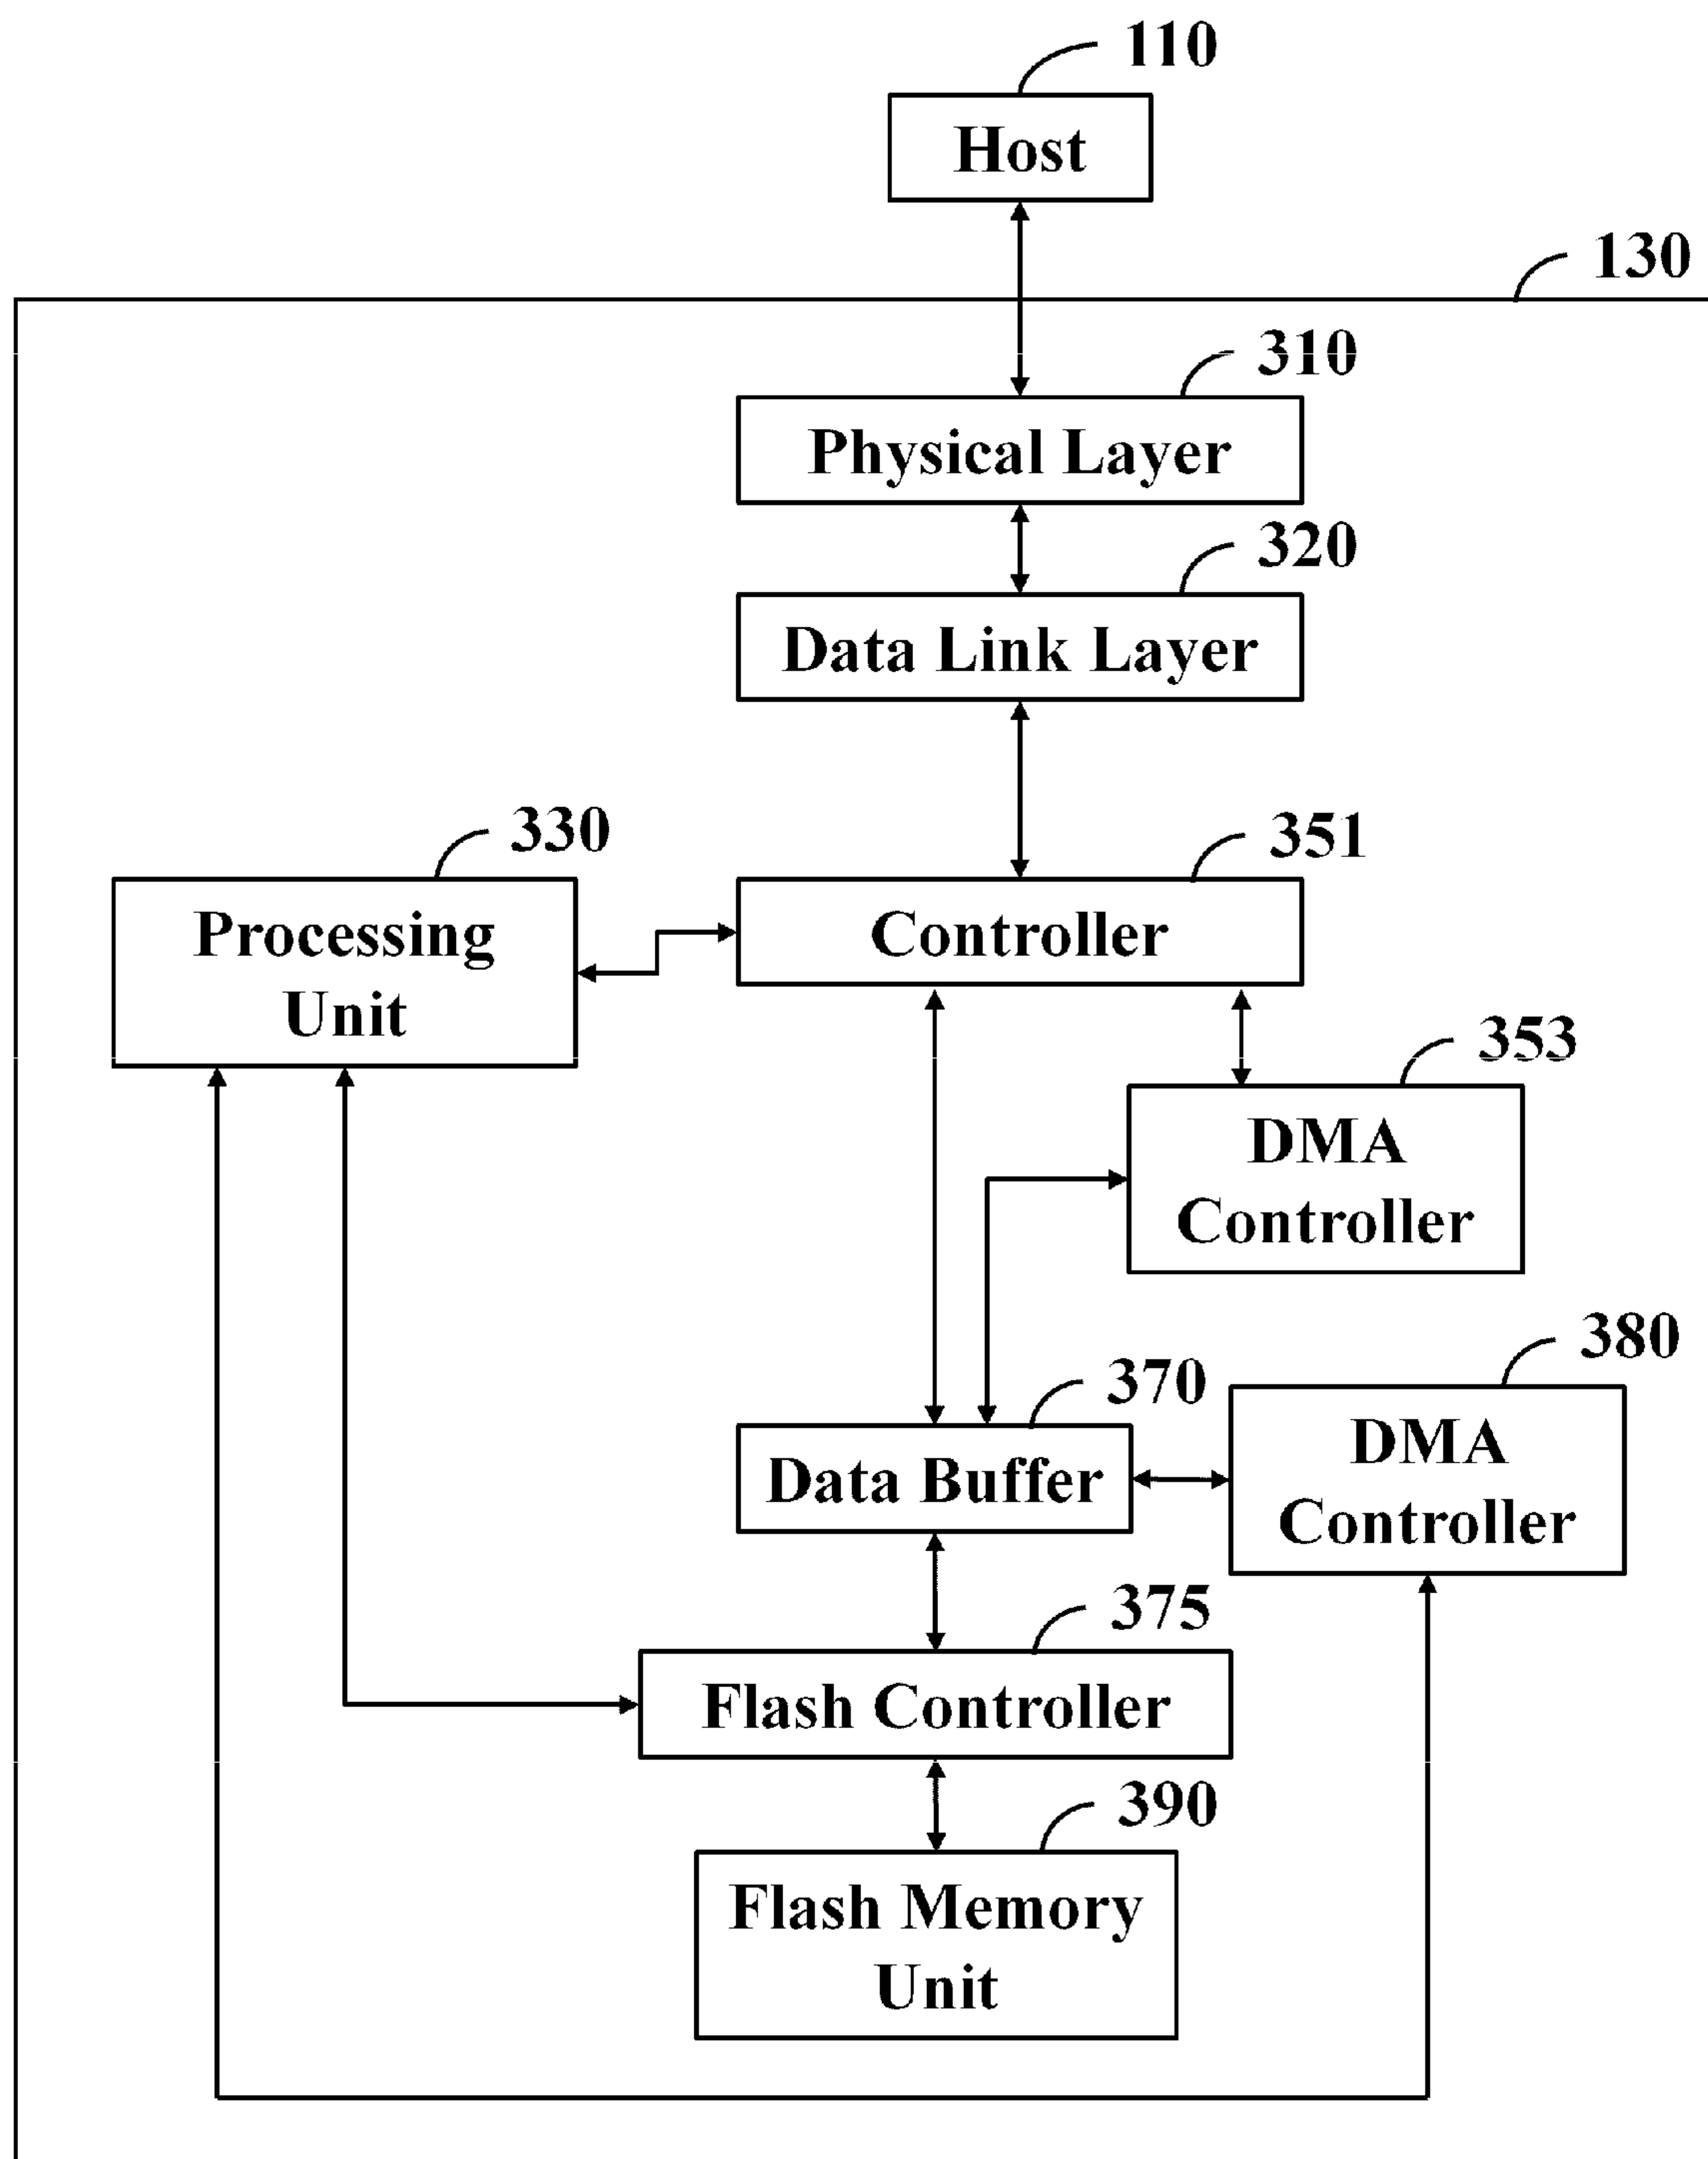 110
Host
130
310
Physical Layer
320
Data Link Layer
330
351
Processing
Unit
Controller
353
DMA
Controller
380
370
DMA
Controller
Data Buffer
375
Flash Controller
390
Flash Memory
Unit